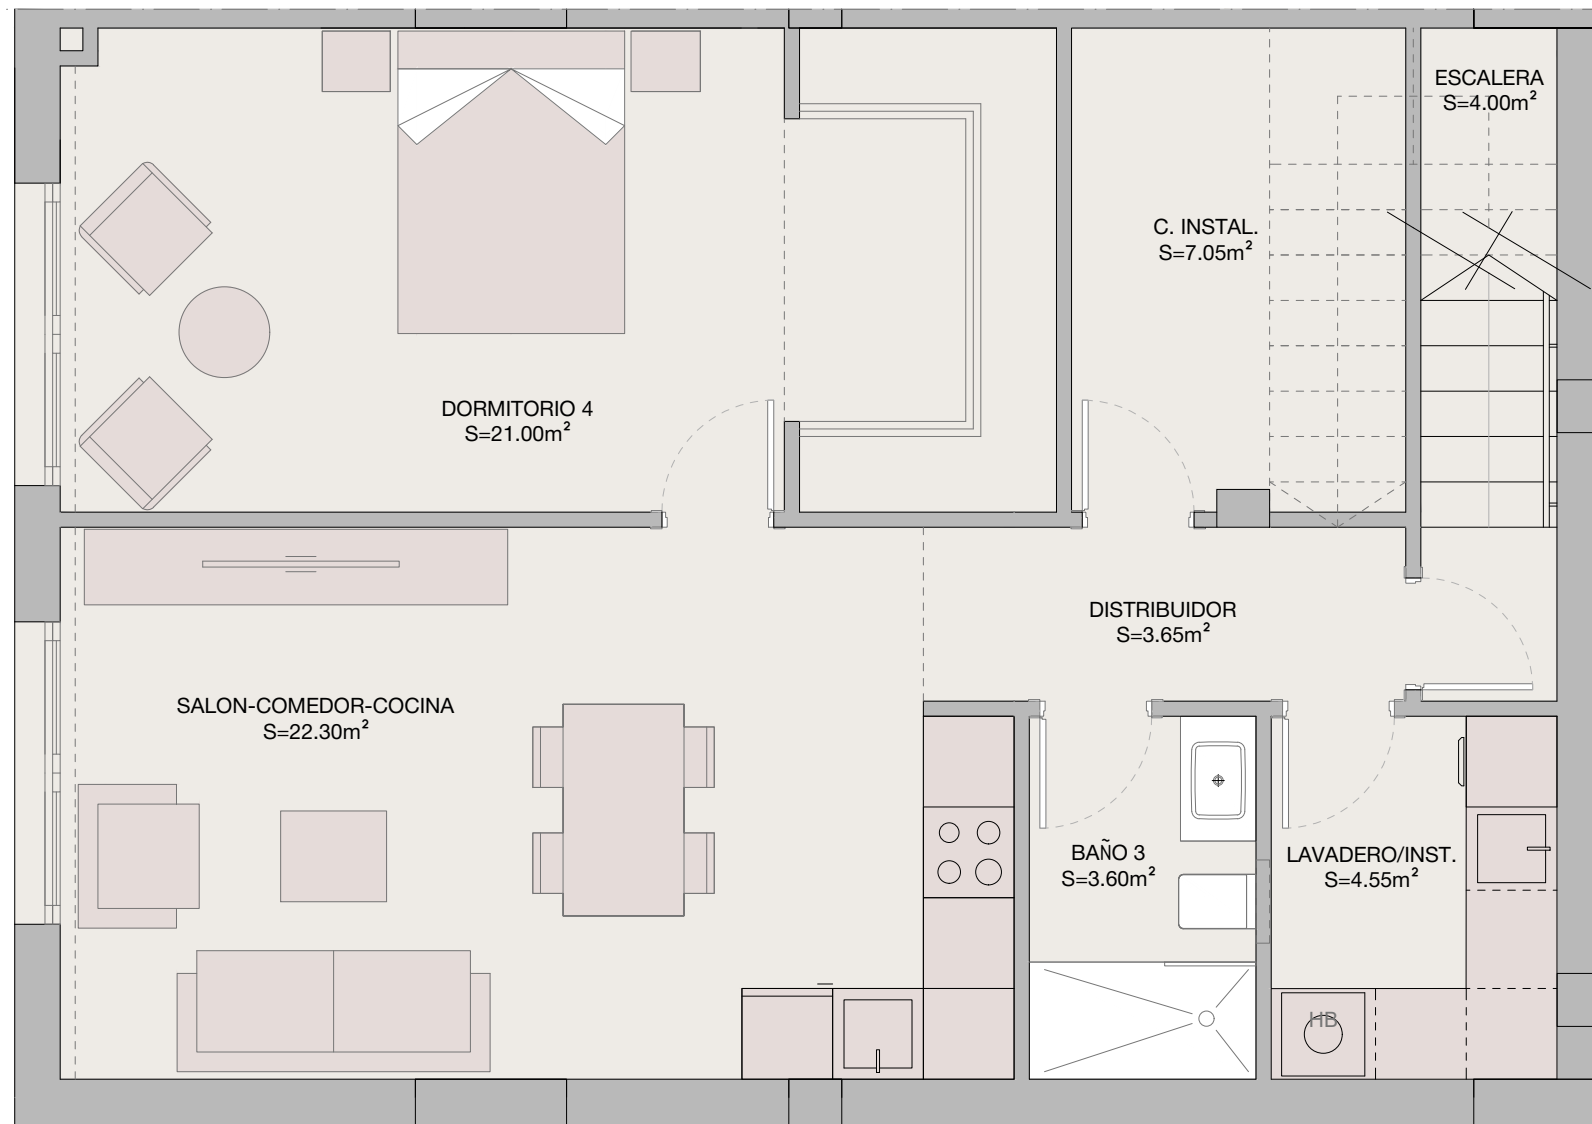 ESCALERA
S=4.00m²
C. INSTAL.
S=7.05m²
DORMITORIO 4
S=21.00m²
DISTRIBUIDOR
S=3.65m²
SALON-COMEDOR-COCINA
S=22.30m²
BAÑO 3
S=3.60m²
LAVADERO/INST.
S=4.55m²
HB